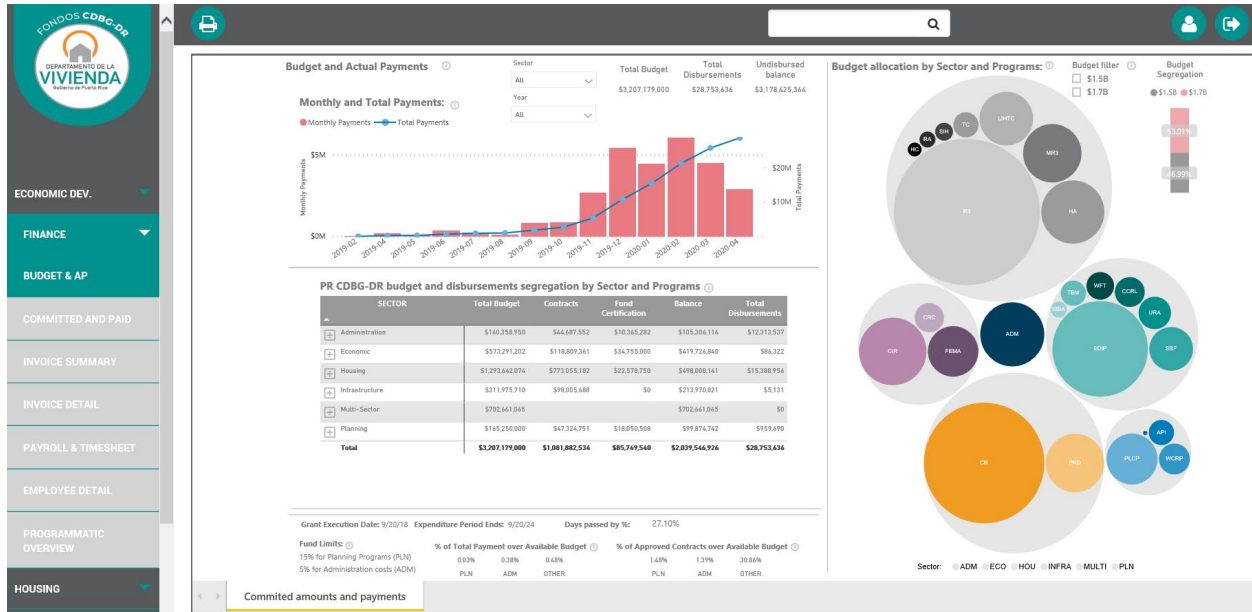 FONDOS CDBG-DR
DEPARTAMENTO DE LA
VIVIENDA
Gobierno de Puerto Rico
ECONOMIC DEV.
FINANCE
BUDGET & AP
COMMITTED AND PAID
INVOICE SUMMARY
INVOICE DETAIL
PAYROLL & TIMESHEET
EMPLOYEE DETAIL
PROGRAMMATIC
OVERVIEW
HOUSING
Budget and Actual Payments
Sector
All
Year
All
Total Budget
$3,207,179,000
Total
Disbursements
$28,753,636
Undisbursed
balance
$3,178,425,364
Monthly and Total Payments:
Monthly Payments Total Payments
Monthly Payments
$5M
$0M
$20M
$10M
Total Payments
2019-02 2019-04 2019-05 2019-06 2019-07 2019-08 2019-09 2019-10 2019-11 2019-12 2020-01 2020-02 2020-03 2020-04
PR CDBG-DR budget and disbursements segregation by Sector and Programs
SECTOR Total Budget Contracts Fund Certification Balance Total Disbursements
Administration $160,358,950 $44,687,552 $10,365,282 $105,306,116 $12,313,537
Economic $573,291,202 $118,809,361 $34,755,000 $419,726,840 $86,322
Housing $1,293,642,074 $773,055,182 $22,578,750 $498,008,141 $15,388,956
Infrastructure $311,975,710 $98,005,688 $0 $213,970,021 $5,131
Multi-Sector $702,661,065 $702,661,065 $0
Planning $165,250,000 $47,324,751 $18,050,508 $99,874,742 $959,690
Total $3,207,179,000 $1,081,882,534 $85,749,540 $2,039,546,926 $28,753,636
Grant Execution Date: 9/20/18 Expenditure Period Ends: 9/20/24 Days passed by %: 27.10%
Fund Limits:
15% for Planning Programs (PLN)
5% for Administration costs (ADM)
% of Total Payment over Available Budget
0.03% 0.38% 0.48%
PLN ADM OTHER
% of Approved Contracts over Available Budget
1.48% 1.39% 30.86%
PLN ADM OTHER
Budget allocation by Sector and Programs:
Budget filter
$1.5B
$1.7B
Budget
Segregation
$1.5B $1.7B
53.01%
46.99%
HC
RA
SIH
TC
LIHTC
MR3
R3
HA
CRC
CIR
FEMA
ADM
TBM
WFT
CCRL
SBIA
URA
EDIP
SBF
CR
PRD
API
PLCP
WCRP
Sector: ADM ECO HOU INFRA MULTI PLN
Commited amounts and payments